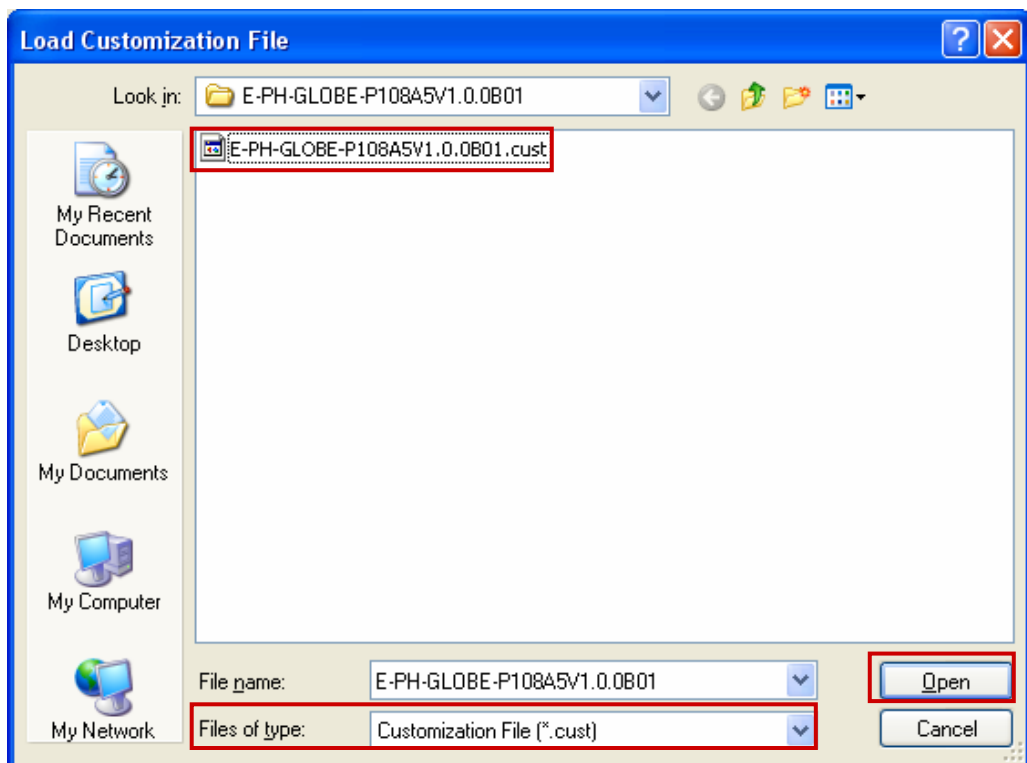 Load Customization File
Look in:
E-PH-GLOBE-P108A5V1.0.0B01
E-PH-GLOBE-P108A5V1.0.0B01.cust
My Recent
Documents
Desktop
My Documents
My Computer
My Network
File name:
E-PH-GLOBE-P108A5V1.0.0B01
Open
Files of type:
Customization File (*.cust)
Cancel